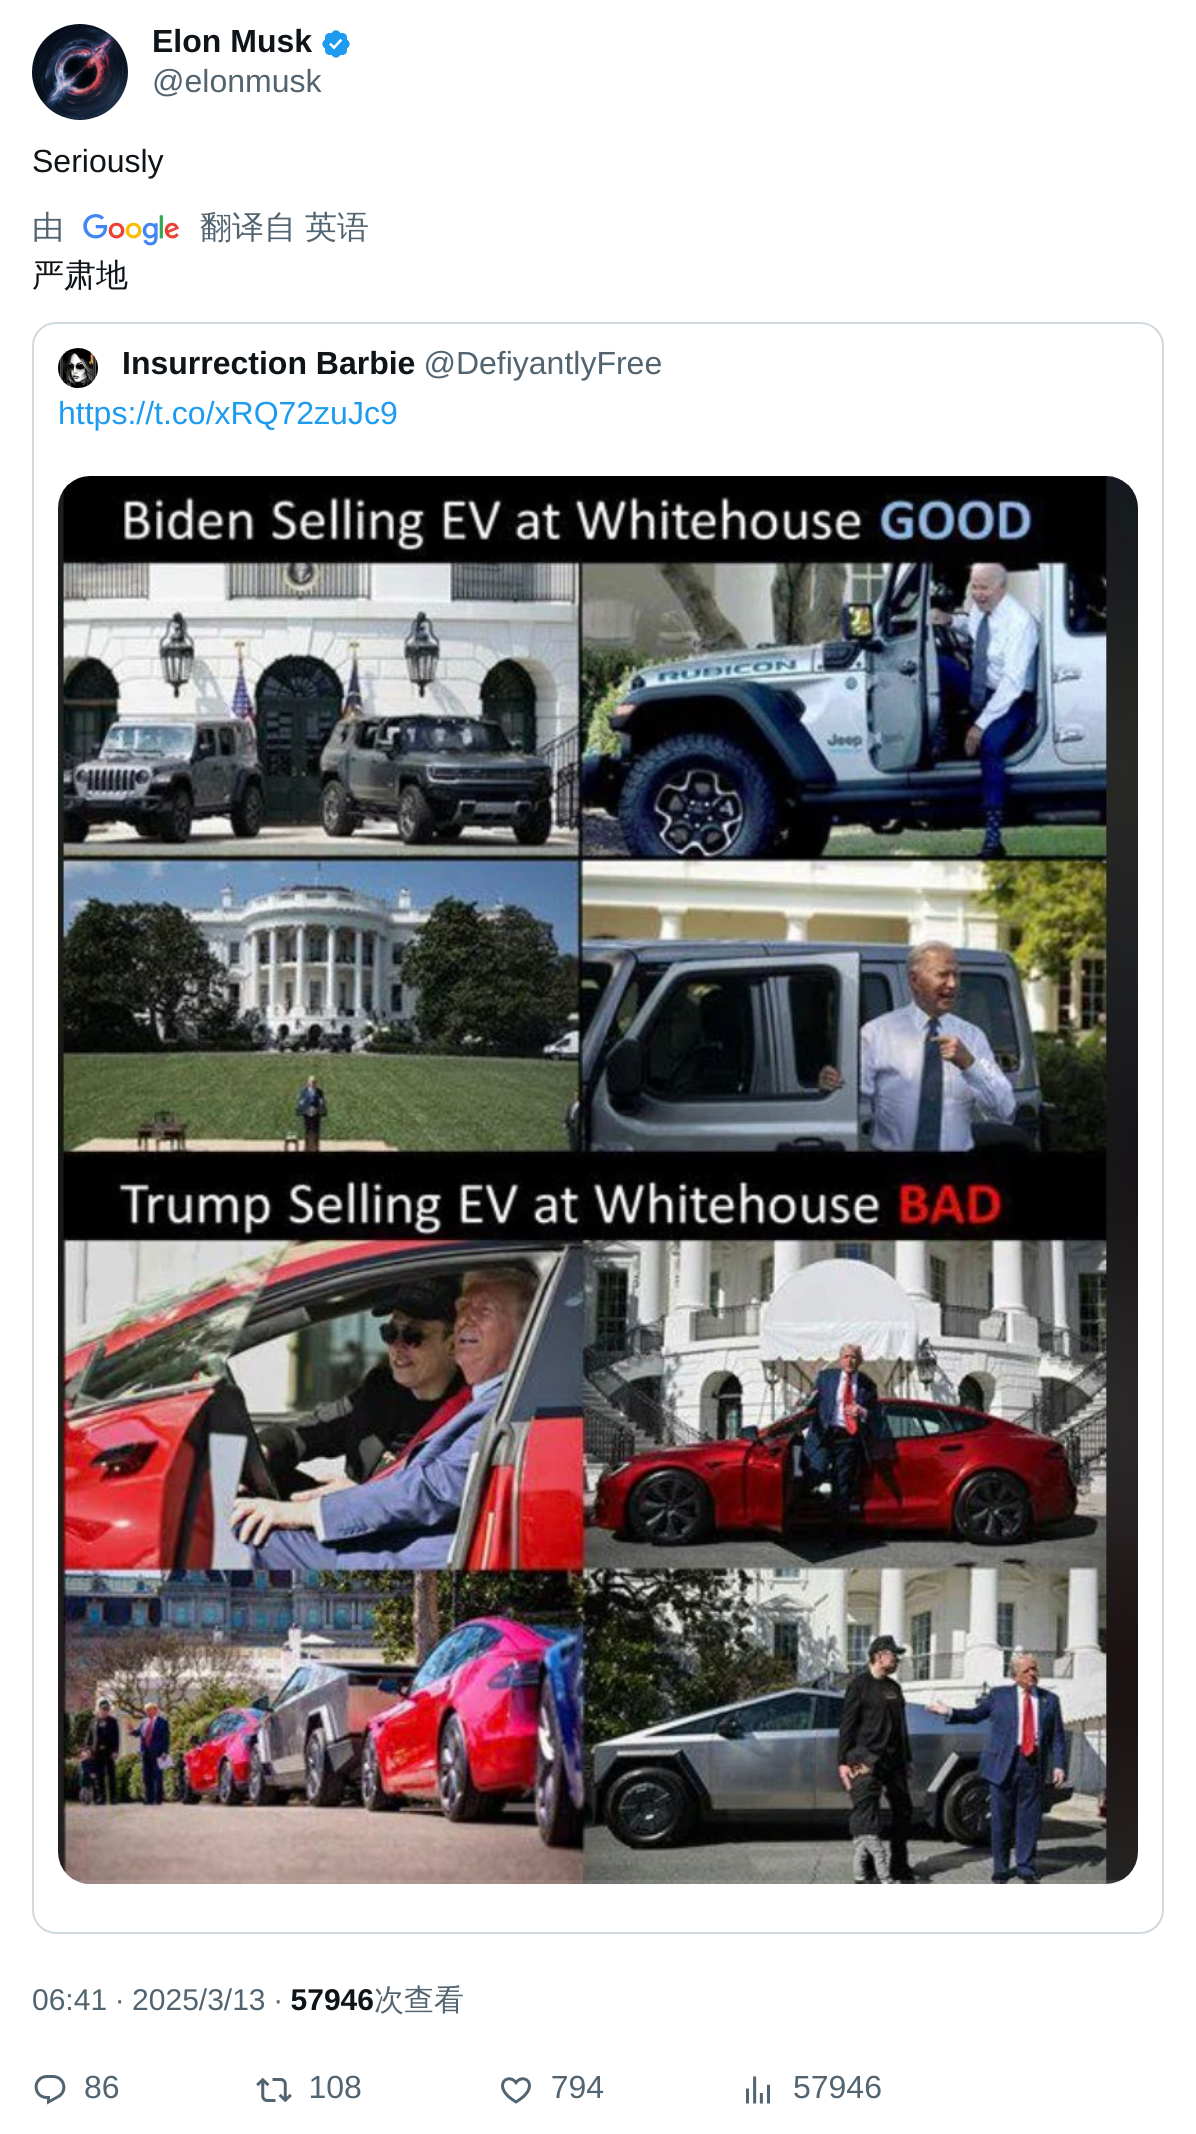 Elon Musk
@elonmusk
Seriously
由 Google 翻译自 英语
严肃地
Insurrection Barbie @DefiyantlyFree
https://t.co/xRQ72zuJc9
Biden Selling EV at Whitehouse GOOD
RUBICON
Jeep
Trump Selling EV at Whitehouse BAD
06:41 · 2025/3/13 · 57946次查看
86 108 794 57946